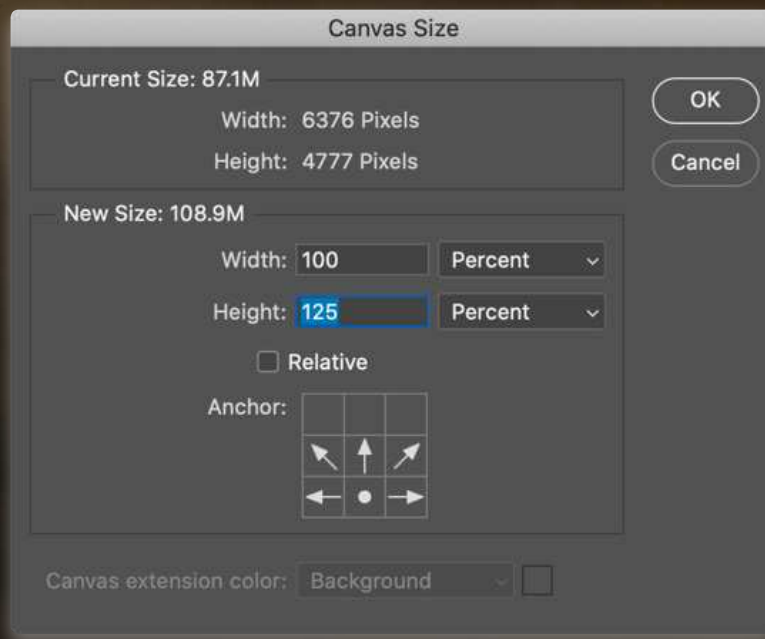 Canvas Size
Current Size: 87.1M
Width: 6376 Pixels
Height: 4777 Pixels
OK
Cancel
New Size: 108.9M
Width: 100 Percent
Height: 125 Percent
Relative
Anchor:
Canvas extension color: Background